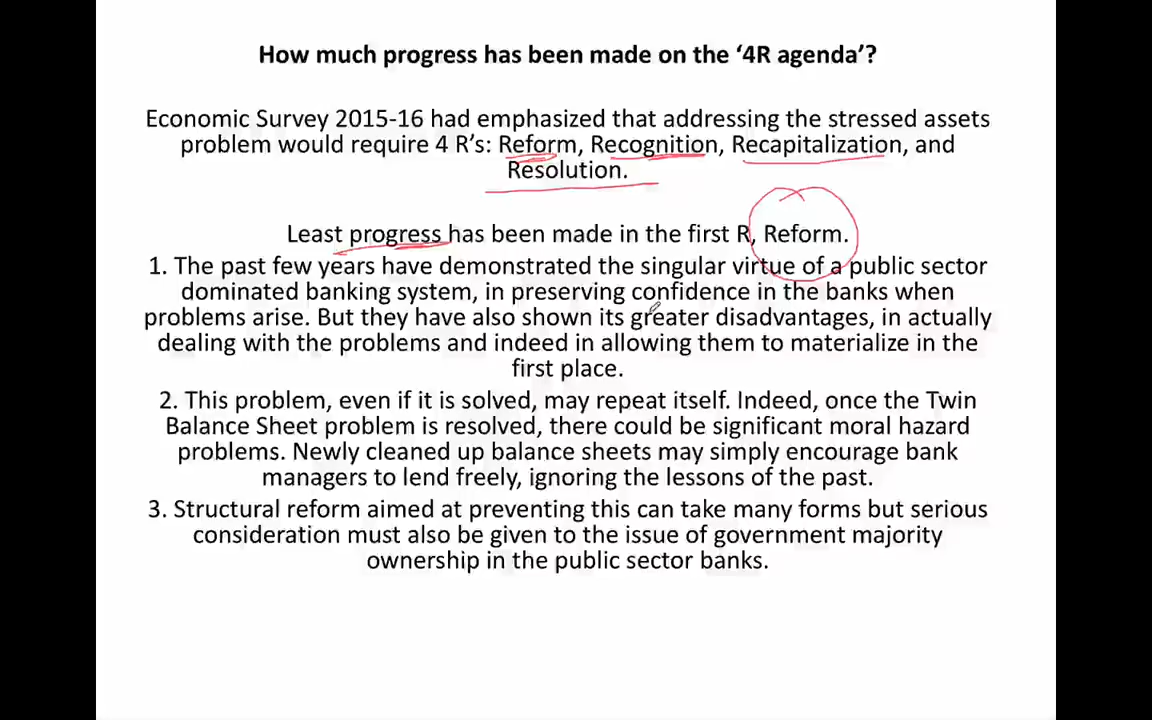 How much progress has been made on the ‘4R agenda’?
Economic Survey 2015-16 had emphasized that addressing the stressed assets
problem would require 4 R’s: Reform, Recognition, Recapitalization, and
Resolution.
Least progress has been made in the first R, Reform.
1. The past few years have demonstrated the singular virtue of a public sector
dominated banking system, in preserving confidence in the banks when
problems arise. But they have also shown its greater disadvantages, in actually
dealing with the problems and indeed in allowing them to materialize in the
first place.
2. This problem, even if it is solved, may repeat itself. Indeed, once the Twin
Balance Sheet problem is resolved, there could be significant moral hazard
problems. Newly cleaned up balance sheets may simply encourage bank
managers to lend freely, ignoring the lessons of the past.
3. Structural reform aimed at preventing this can take many forms but serious
consideration must also be given to the issue of government majority
ownership in the public sector banks.